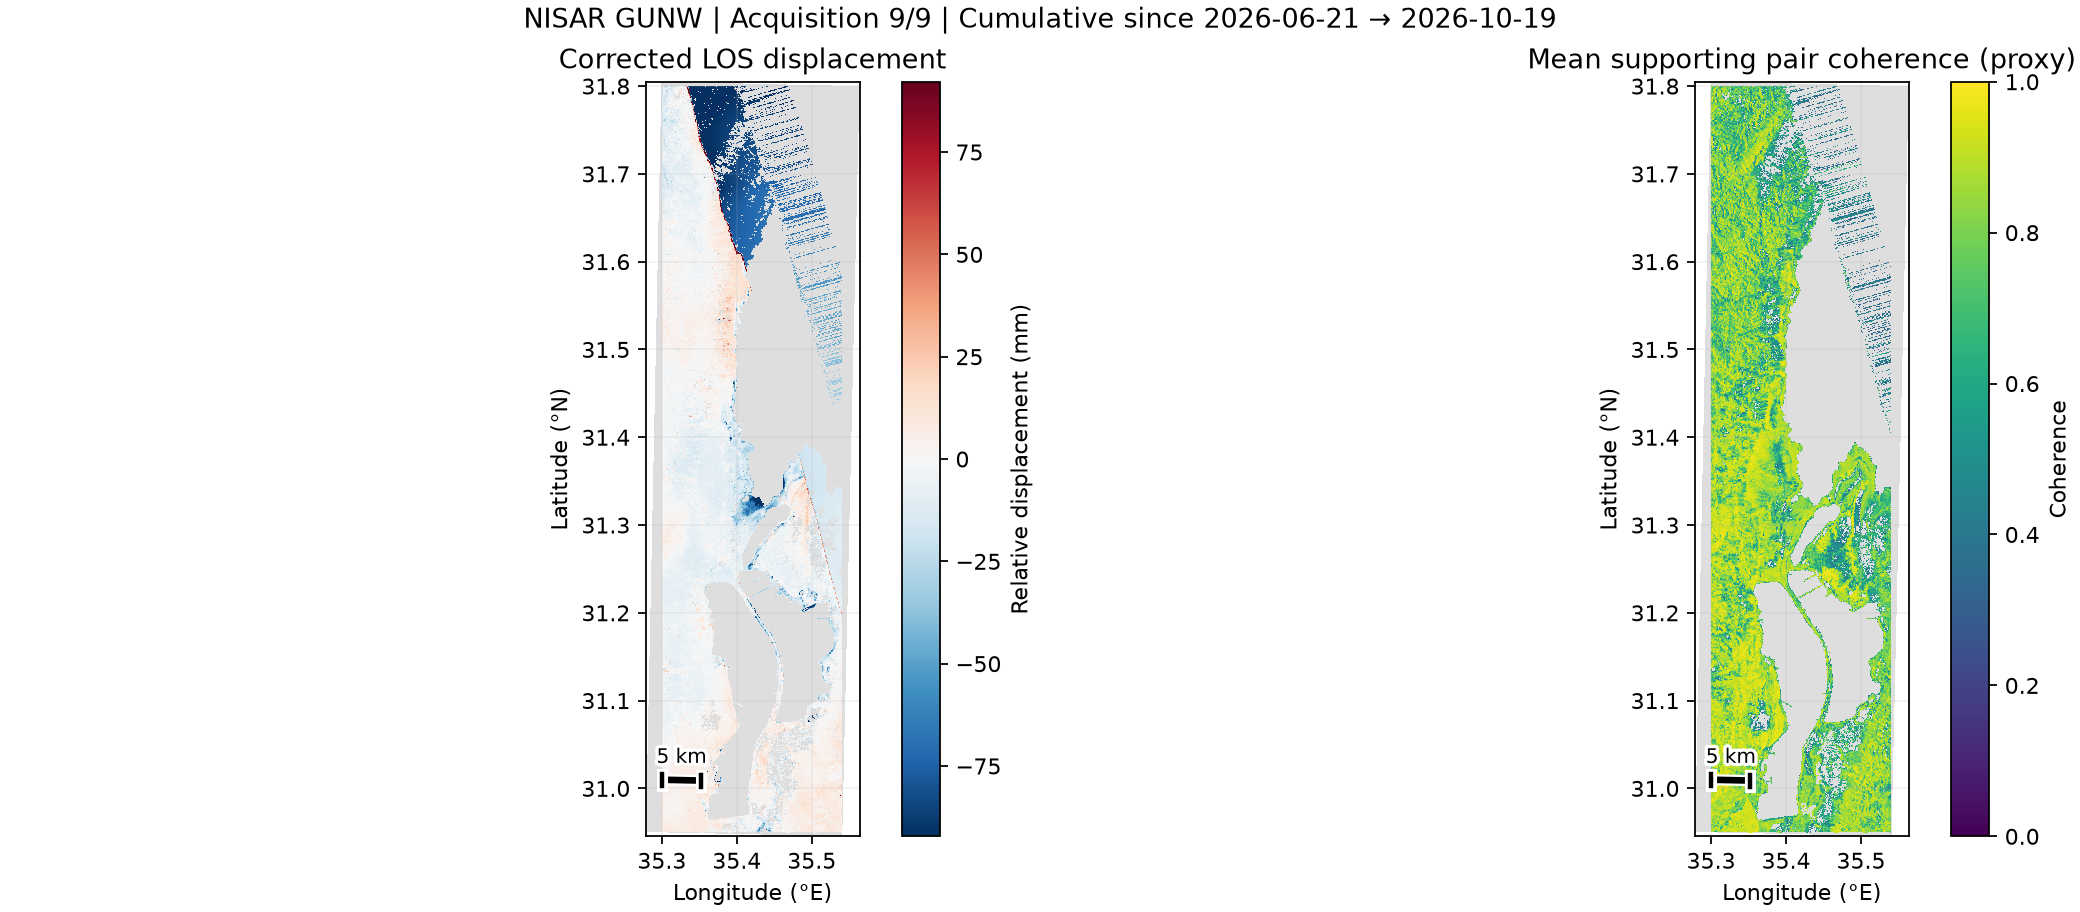 NISAR GUNW | Acquisition 9/9 | Cumulative since 2026-06-21 → 2026-10-19
Corrected LOS displacement
31.8
31.7
31.6
31.5
31.4
31.3
31.2
31.1
31.0
Latitude (°N)
5 km
35.3 35.4 35.5
Longitude (°E)
75
50
25
0
−25
−50
−75
Relative displacement (mm)
Mean supporting pair coherence (proxy)
31.8
31.7
31.6
31.5
31.4
31.3
31.2
31.1
31.0
Latitude (°N)
5 km
35.3 35.4 35.5
Longitude (°E)
1.0
0.8
0.6
0.4
0.2
0.0
Coherence